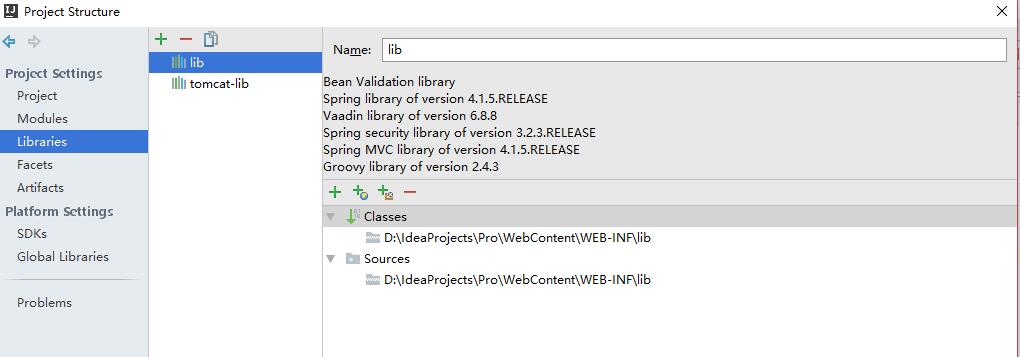 Project Structure
Project Settings
Project
Modules
Libraries
Facets
Artifacts
Platform Settings
SDKs
Global Libraries
Problems
lib
tomcat-lib
Name: lib
Bean Validation library
Spring library of version 4.1.5.RELEASE
Vaadin library of version 6.8.8
Spring security library of version 3.2.3.RELEASE
Spring MVC library of version 4.1.5.RELEASE
Groovy library of version 2.4.3
Classes
D:\IdeaProjects\Pro\WebContent\WEB-INF\lib
Sources
D:\IdeaProjects\Pro\WebContent\WEB-INF\lib